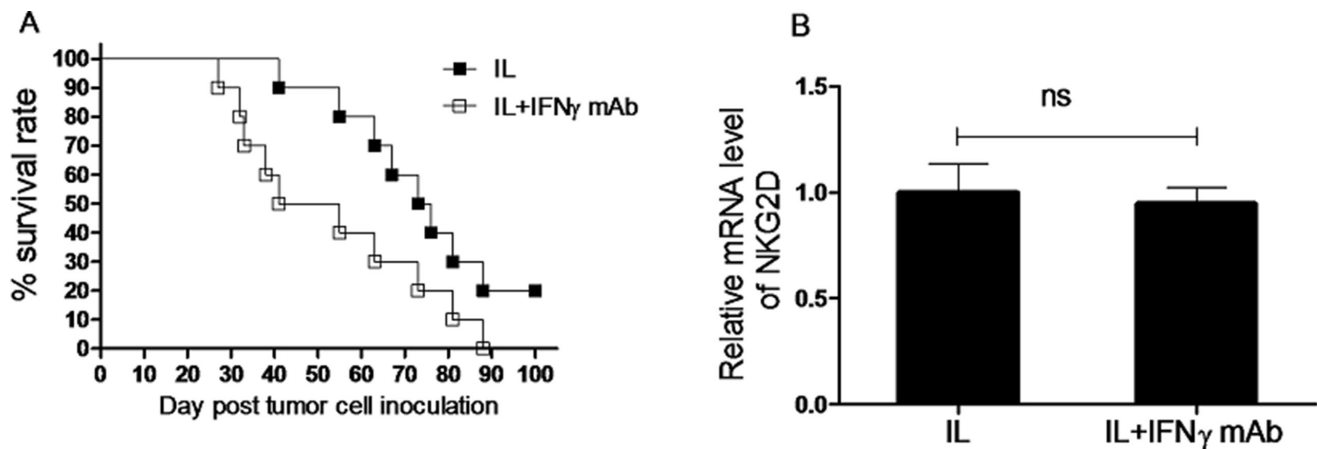 A
% survival rate
100
90
80
70
60
50
40
30
20
10
0
0 10 20 30 40 50 60 70 80 90 100
Day post tumor cell inoculation
IL
IL+IFNγ mAb
B
Relative mRNA level
of NKG2D
1.5
1.0
0.5
0.0
ns
IL IL+IFNγ mAb